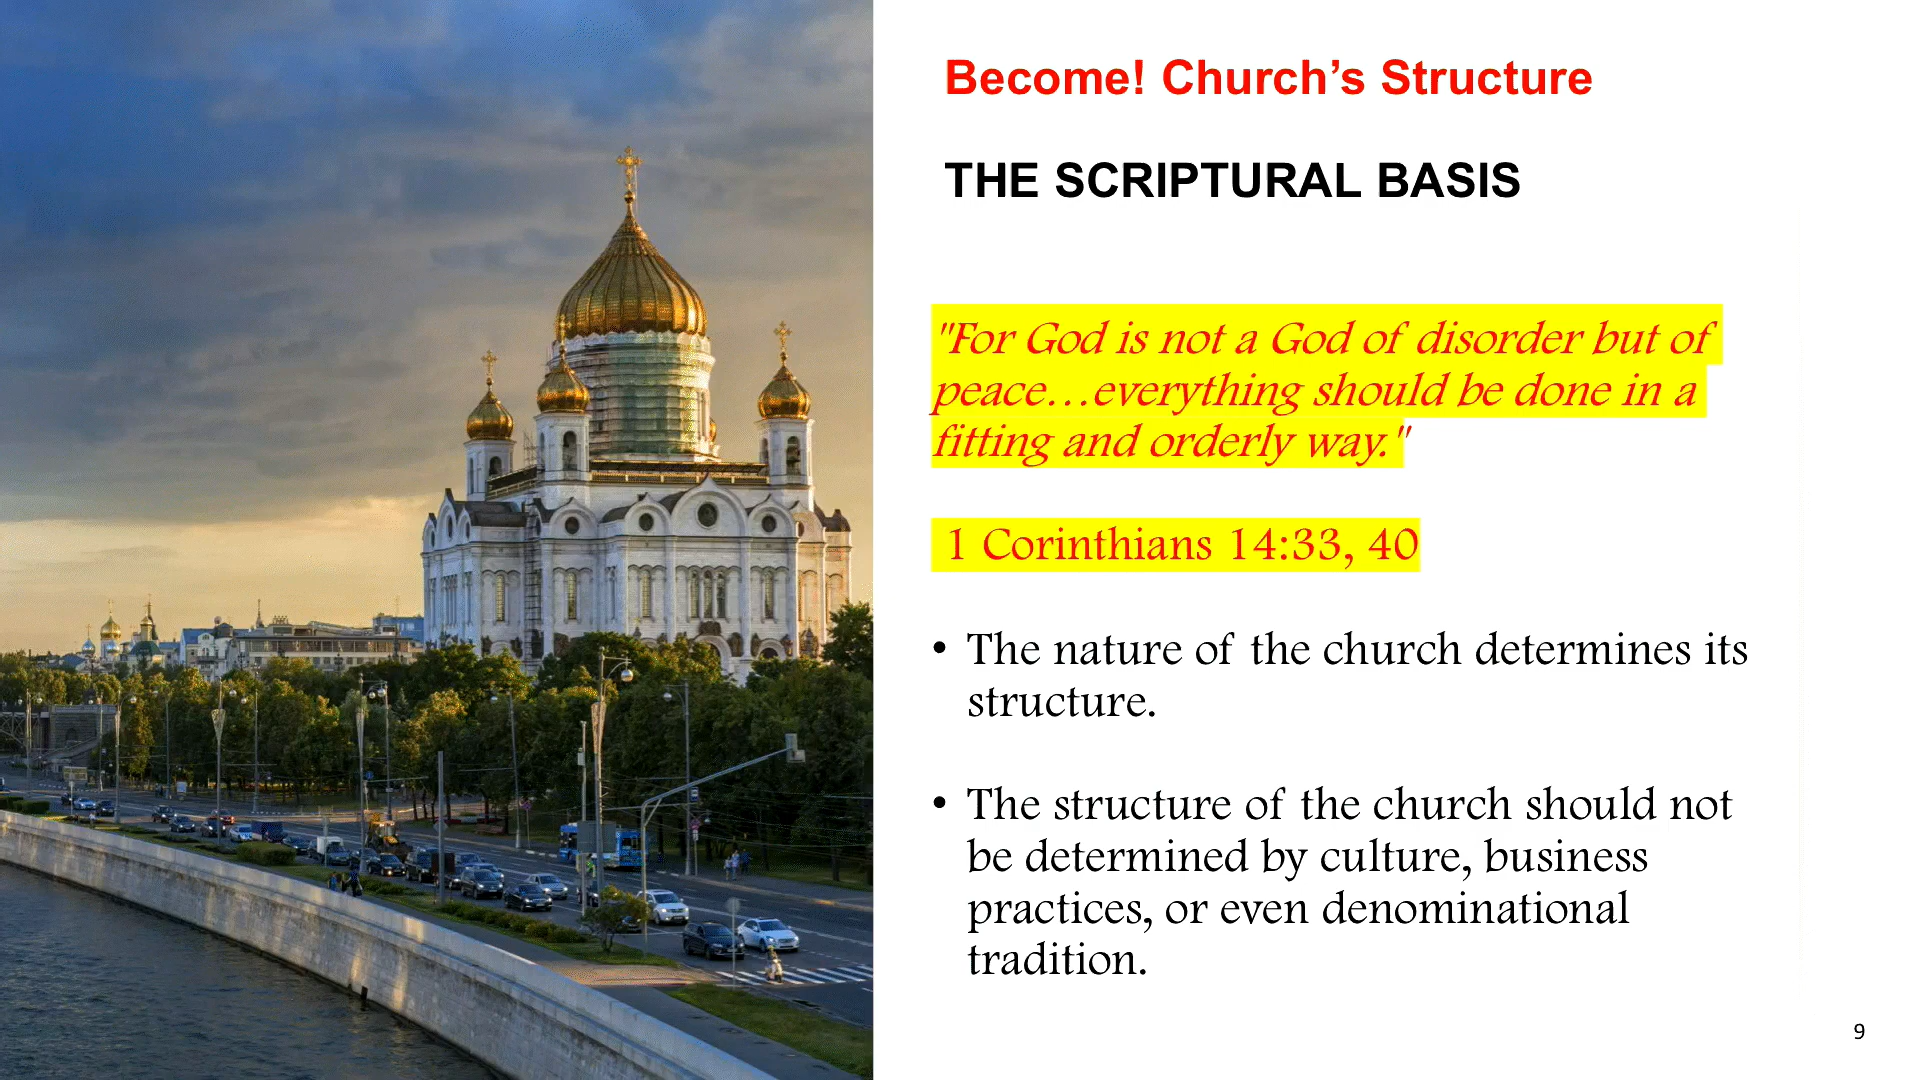 Become! Church’s Structure
THE SCRIPTURAL BASIS
"For God is not a God of disorder but of
peace…everything should be done in a
fitting and orderly way."
1 Corinthians 14:33, 40
• The nature of the church determines its
structure.
• The structure of the church should not
be determined by culture, business
practices, or even denominational
tradition.
9